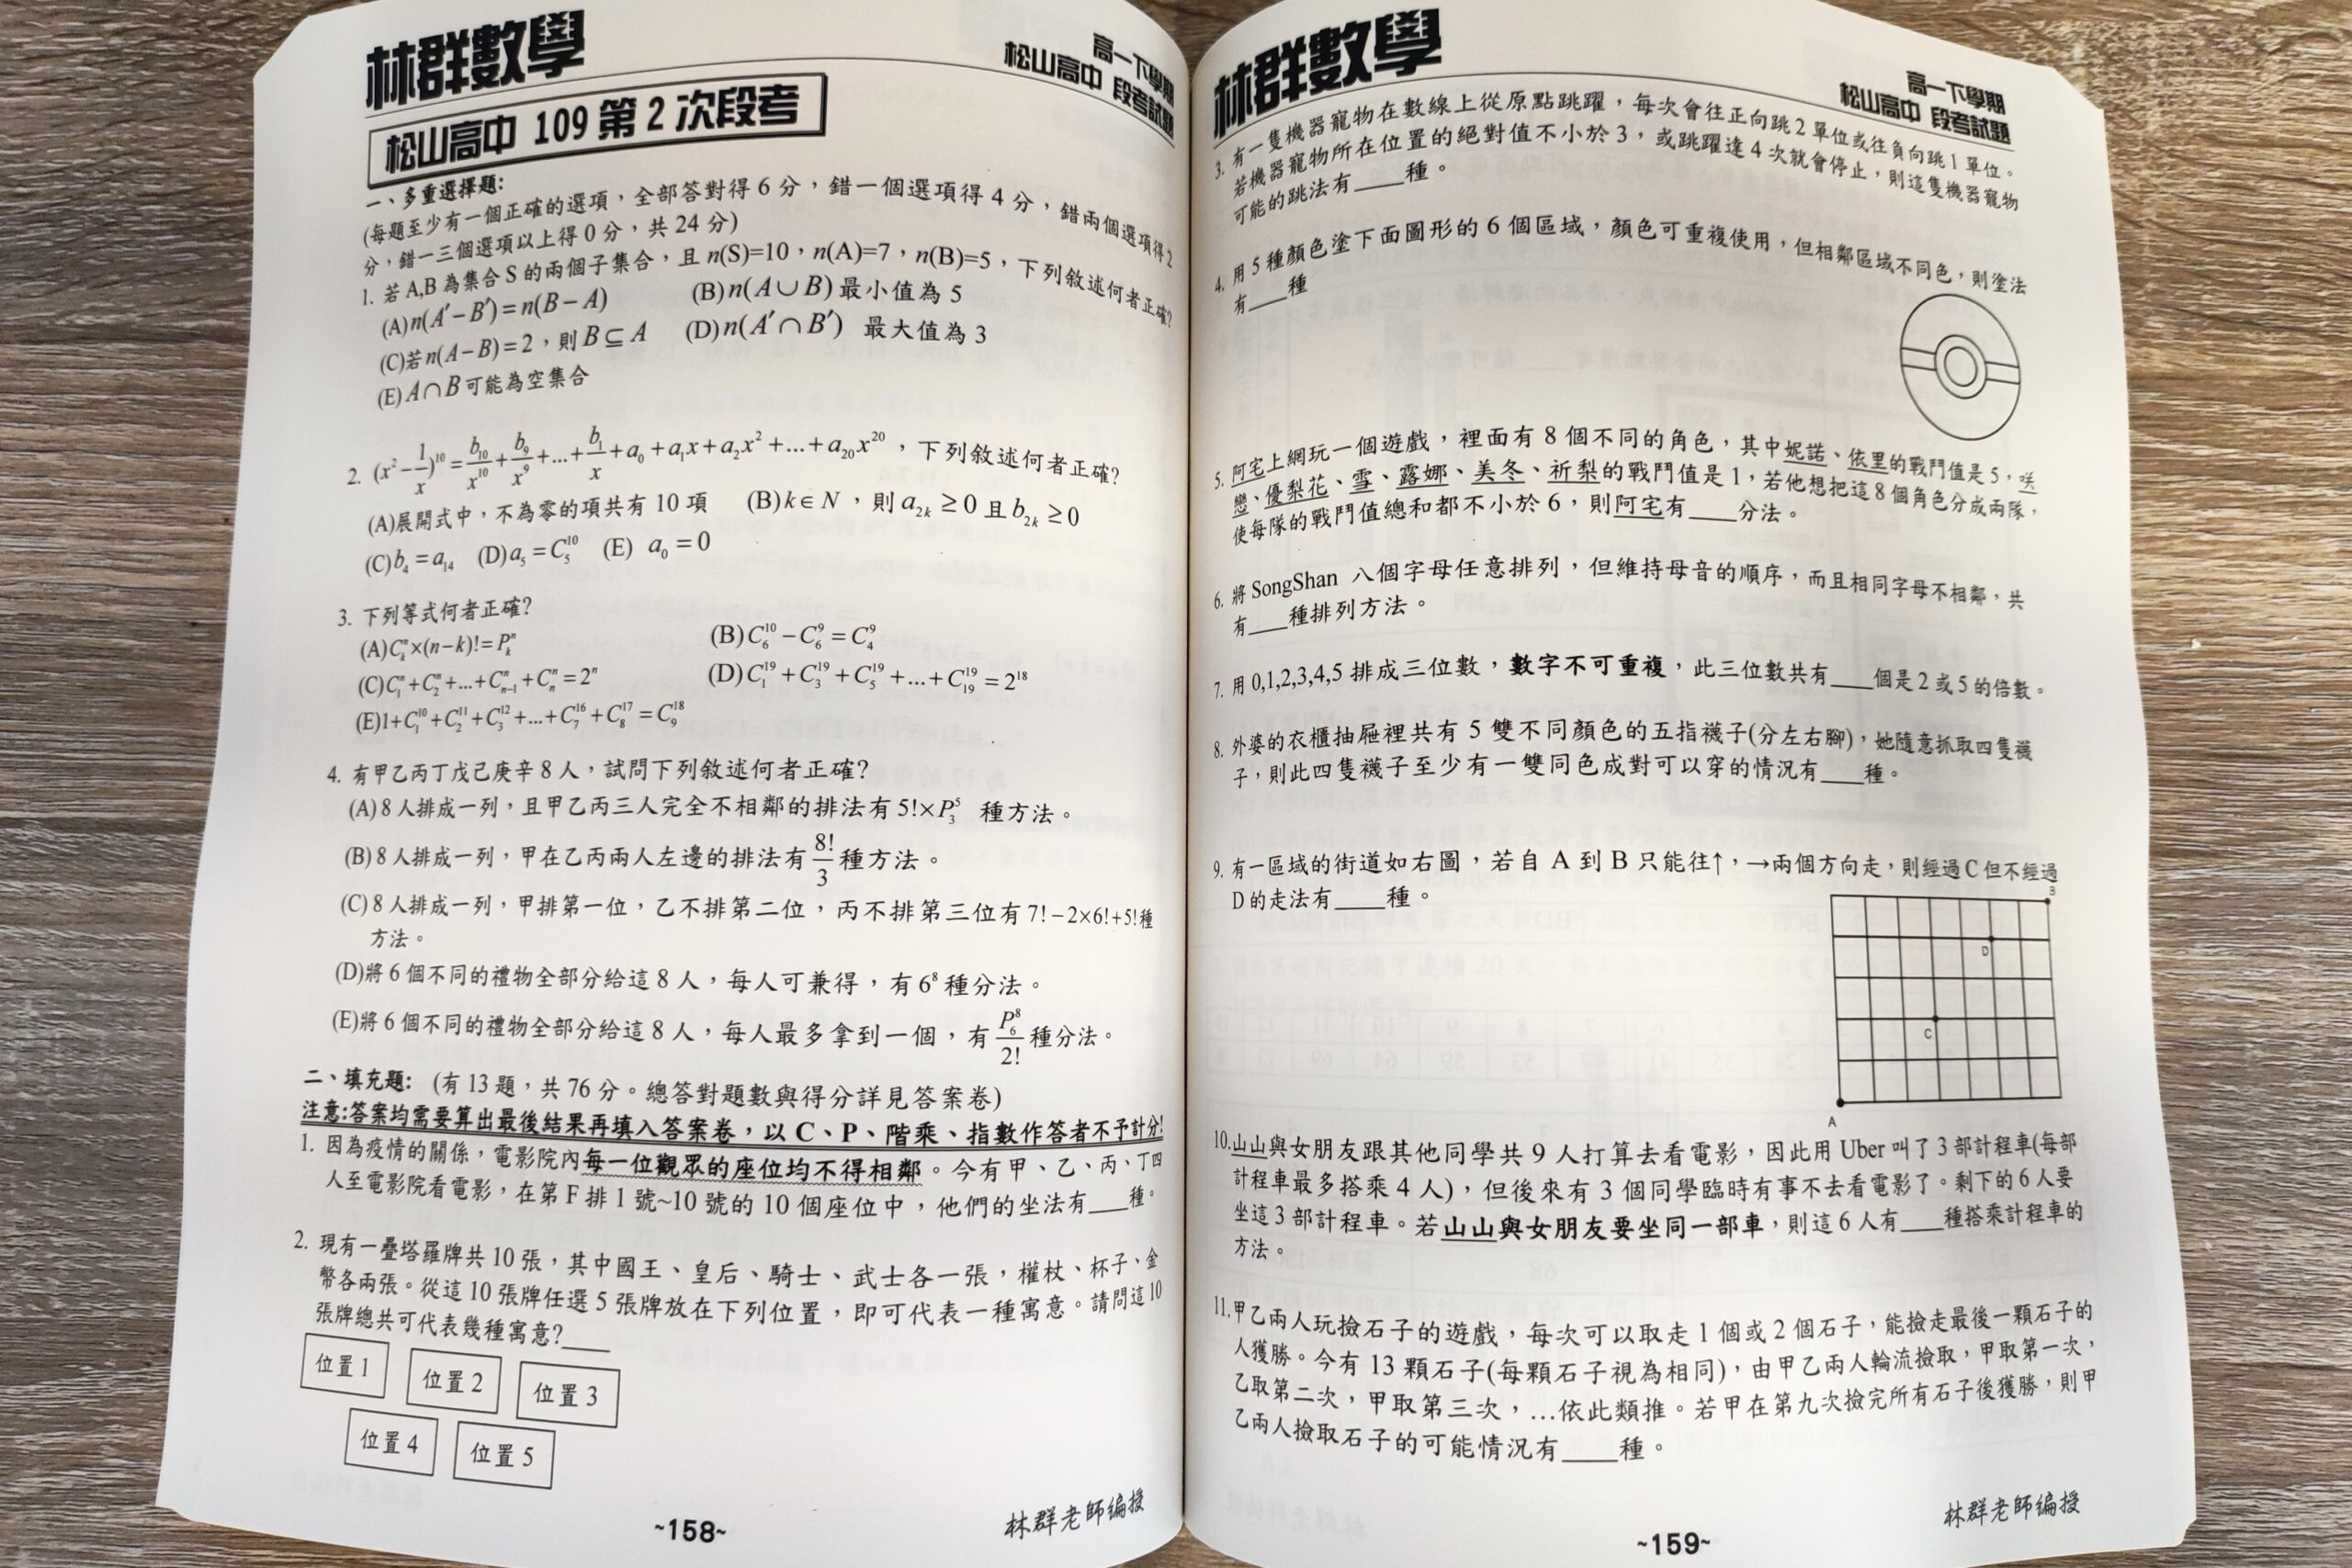 林群數學
高一下學期
松山高中 段考試題
松山高中 109 第 2 次段考
一、多重選擇題:
(每題至少有一個正確的選項,全部答對得 6 分,錯一個選項得 4 分,錯兩個選項得 2
分,錯一三個選項以上得 0 分,共 24 分)
1. 若 A,B 為集合 S 的兩個子集合,且 n(S)=10,n(A)=7,n(B)=5,下列敘述何者正確?
(A) n(A′−B′)=n(B−A) (B) n(A∪B) 最小值為 5
(C)若 n(A−B)=2,則 B⊆A (D) n(A′∩B′) 最大值為 3
(E) A∩B 可能為空集合
2. (x²−1/x)¹⁰ = b₁₀/x¹⁰ + b₉/x⁹ +...+ b₁/x + a₀ + a₁x + a₂x² +...+ a₂₀x²⁰,下列敘述何者正確?
(A)展開式中,不為零的項共有 10 項 (B) k∈N,則 a₂ₖ ≥0 且 b₂ₖ ≥0
(C) b₄ = a₁₄ (D) a₅ = C₅¹⁰ (E) a₀ = 0
3. 下列等式何者正確?
(A) Cₖⁿ×(n−k)!= Pₖⁿ (B) C₆¹⁰ − C₆⁹ = C₄⁹
(C) C₁ⁿ+C₂ⁿ+...+Cₙ₋₁ⁿ+Cₙⁿ = 2ⁿ (D) C₁¹⁹+C₃¹⁹+C₅¹⁹+...+C₁₉¹⁹ = 2¹⁸
(E) 1+C₁¹⁰+C₂¹¹+C₃¹²+...+C₇¹⁶+C₈¹⁷ = C₉¹⁸
4. 有甲乙丙丁戊己庚辛 8 人,試問下列敘述何者正確?
(A) 8 人排成一列,且甲乙丙三人完全不相鄰的排法有 5!×P₃⁵ 種方法。
(B) 8 人排成一列,甲在乙丙兩人左邊的排法有 8!/3 種方法。
(C) 8 人排成一列,甲排第一位,乙不排第二位,丙不排第三位有 7!−2×6!+5!種
方法。
(D)將 6 個不同的禮物全部分給這 8 人,每人可兼得,有 6⁸ 種分法。
(E)將 6 個不同的禮物全部分給這 8 人,每人最多拿到一個,有 P₆⁸/2! 種分法。
二、填充題: (有 13 題,共 76 分。總答對題數與得分詳見答案卷)
注意:答案均需要算出最後結果再填入答案卷,以 C、P、階乘、指數作答者不予計分!
1. 因為疫情的關係,電影院內每一位觀眾的座位均不得相鄰。今有甲、乙、丙、丁四
人至電影院看電影,在第 F 排 1 號~10 號的 10 個座位中,他們的坐法有___種。
2. 現有一疊塔羅牌共 10 張,其中國王、皇后、騎士、武士各一張,權杖、杯子、金
幣各兩張。從這 10 張牌任選 5 張牌放在下列位置,即可代表一種寓意。請問這 10
張牌總共可代表幾種寓意?____
位置 1 位置 2 位置 3
位置 4 位置 5
~158~
林群老師編授
林群數學
高一下學期
松山高中 段考試題
3. 有一隻機器寵物在數線上從原點跳躍,每次會往正向跳 2 單位或往負向跳 1 單位。
若機器寵物所在位置的絕對值不小於 3,或跳躍達 4 次就會停止,則這隻機器寵物
可能的跳法有____種。
4. 用 5 種顏色塗下面圖形的 6 個區域,顏色可重複使用,但相鄰區域不同色,則塗法
有____種
5. 阿宅上網玩一個遊戲,裡面有 8 個不同的角色,其中妮諾、依里的戰鬥值是 5,咲
戀、優梨花、雪、露娜、美冬、祈梨的戰鬥值是 1,若他想把這 8 個角色分成兩隊,
使每隊的戰鬥值總和都不小於 6,則阿宅有____分法。
6. 將 SongShan 八個字母任意排列,但維持母音的順序,而且相同字母不相鄰,共
有____種排列方法。
7. 用 0,1,2,3,4,5 排成三位數,數字不可重複,此三位數共有____個是 2 或 5 的倍數。
8. 外婆的衣櫃抽屜裡共有 5 雙不同顏色的五指襪子(分左右腳),她隨意抓取四隻襪
子,則此四隻襪子至少有一雙同色成對可以穿的情況有____種。
9. 有一區域的街道如右圖,若自 A 到 B 只能往↑,→兩個方向走,則經過 C 但不經過
D 的走法有____種。
B
D
C
A
10.山山與女朋友跟其他同學共 9 人打算去看電影,因此用 Uber 叫了 3 部計程車(每部
計程車最多搭乘 4 人),但後來有 3 個同學臨時有事不去看電影了。剩下的 6 人要
坐這 3 部計程車。若山山與女朋友要坐同一部車,則這 6 人有____種搭乘計程車的
方法。
11.甲乙兩人玩撿石子的遊戲,每次可以取走 1 個或 2 個石子,能撿走最後一顆石子的
人獲勝。今有 13 顆石子(每顆石子視為相同),由甲乙兩人輪流撿取,甲取第一次,
乙取第二次,甲取第三次,…依此類推。若甲在第九次撿完所有石子後獲勝,則甲
乙兩人撿取石子的可能情況有____種。
~159~
林群老師編授